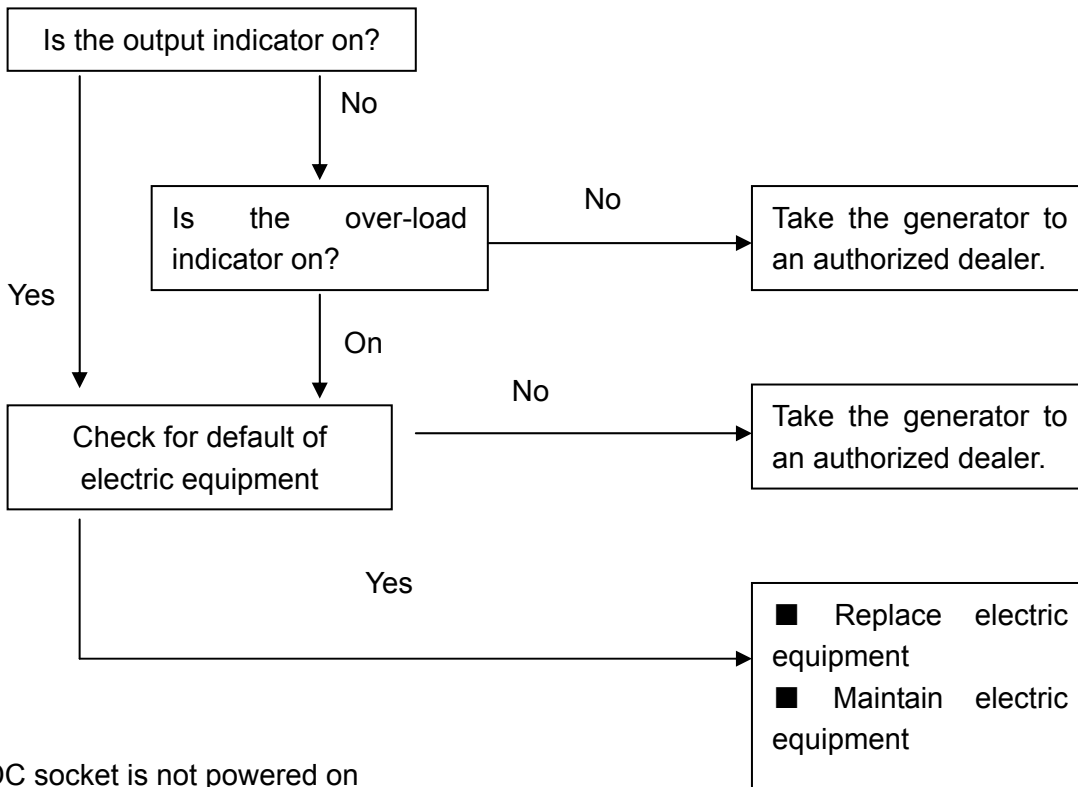 Is the output indicator on?
No
Is the over-load
indicator on?
No
Take the generator to
an authorized dealer.
Yes
On
Check for default of
electric equipment
No
Take the generator to
an authorized dealer.
Yes
■ Replace electric
equipment
■ Maintain electric
equipment
DC socket is not powered on